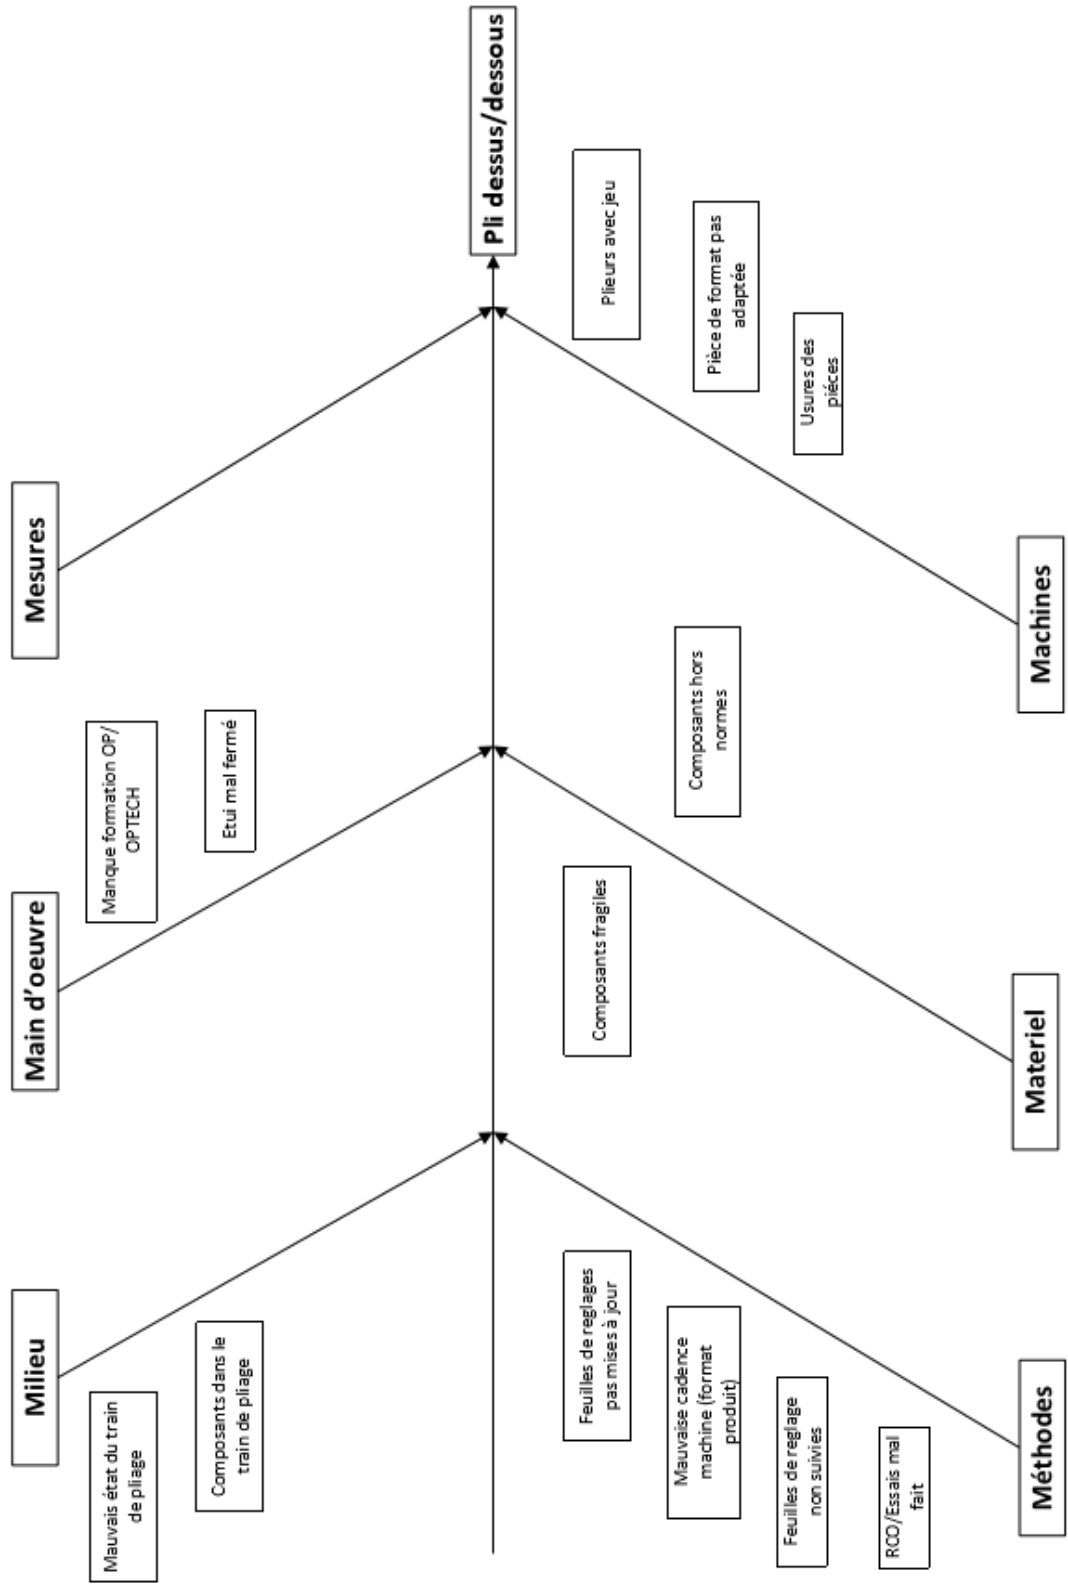 Milieu
Main d'oeuvre
Mesures
Mauvais état du train
de pliage
Composants dans le
train de pliage
Manque formation OP/
OPTECH
Etui mal fermé
Pli dessus/dessous
Feuilles de reglages
pas mises à jour
Mauvaise cadence
machine (format
produit)
Feuilles de reglage
non suivies
RCO/Essais mal
fait
Composants fragiles
Composants hors
normes
Plieurs avec jeu
Pièce de format pas
adaptée
Usures des
piéces
Méthodes
Materiel
Machines